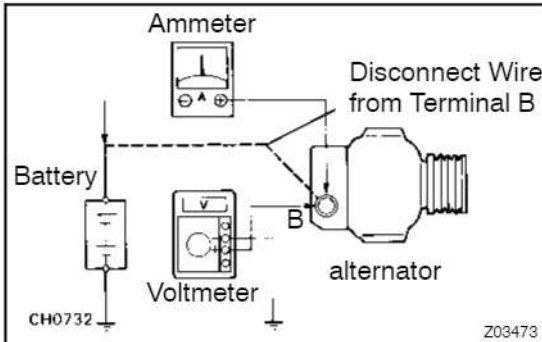 Ammeter
Disconnect Wire
from Terminal B
A
Battery
V
B
Voltmeter
alternator
CH0732
Z03473